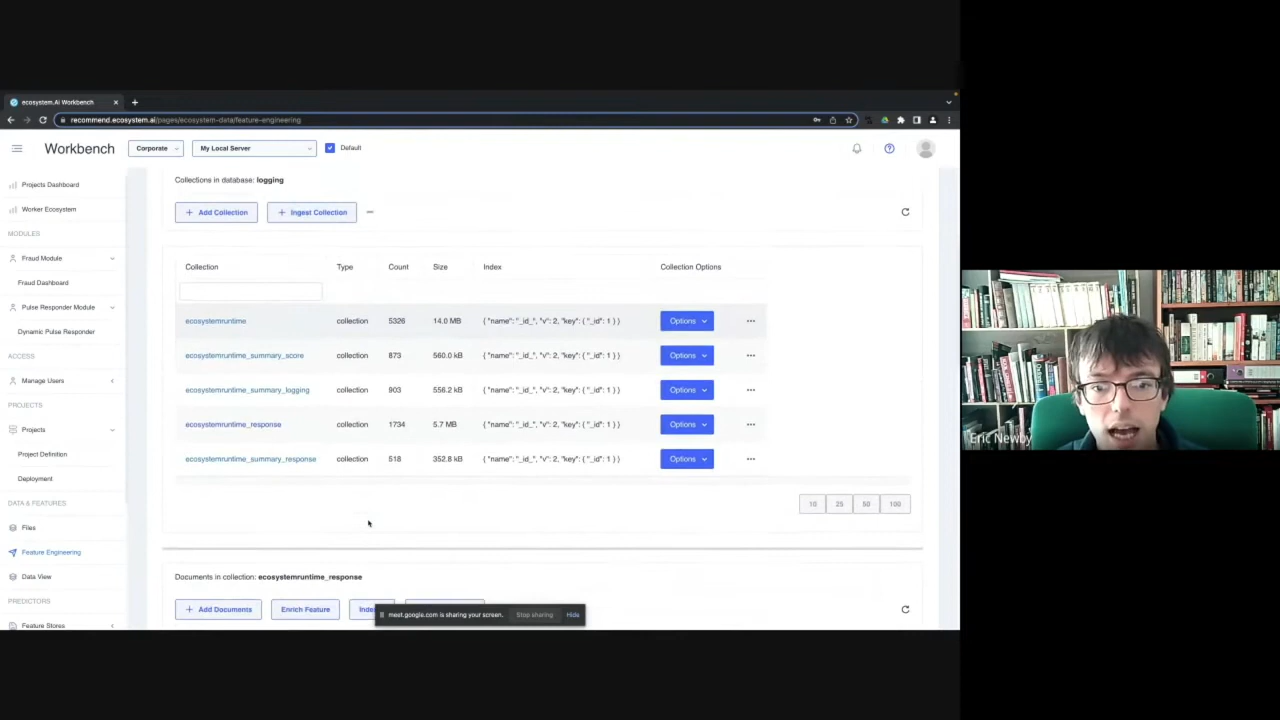 ecosystem.Ai Workbench
recommend.ecosystem.ai/pages/ecosystem-data/feature-engineering
Workbench
Corporate
My Local Server
Default
Projects Dashboard
Worker Ecosystem
MODULES
Fraud Module
Fraud Dashboard
Pulse Responder Module
Dynamic Pulse Responder
ACCESS
Manage Users
PROJECTS
Projects
Project Definition
Deployment
DATA & FEATURES
Files
Feature Engineering
Data View
PREDICTORS
Feature Stores
Collections in database: logging
+ Add Collection
+ Ingest Collection
Collection Type Count Size Index Collection Options
ecosystemruntime collection 5326 14.0 MB { "name": "_id_", "v": 2, "key": { "_id": 1 } } Options
ecosystemruntime_summary_score collection 873 560.0 kB { "name": "_id_", "v": 2, "key": { "_id": 1 } } Options
ecosystemruntime_summary_logging collection 903 556.2 kB { "name": "_id_", "v": 2, "key": { "_id": 1 } } Options
ecosystemruntime_response collection 1734 5.7 MB { "name": "_id_", "v": 2, "key": { "_id": 1 } } Options
ecosystemruntime_summary_response collection 518 352.8 kB { "name": "_id_", "v": 2, "key": { "_id": 1 } } Options
10 25 50 100
Documents in collection: ecosystemruntime_response
+ Add Documents
Enrich Feature
Inde
meet.google.com is sharing your screen.
Stop sharing
Hide
Eric Newby